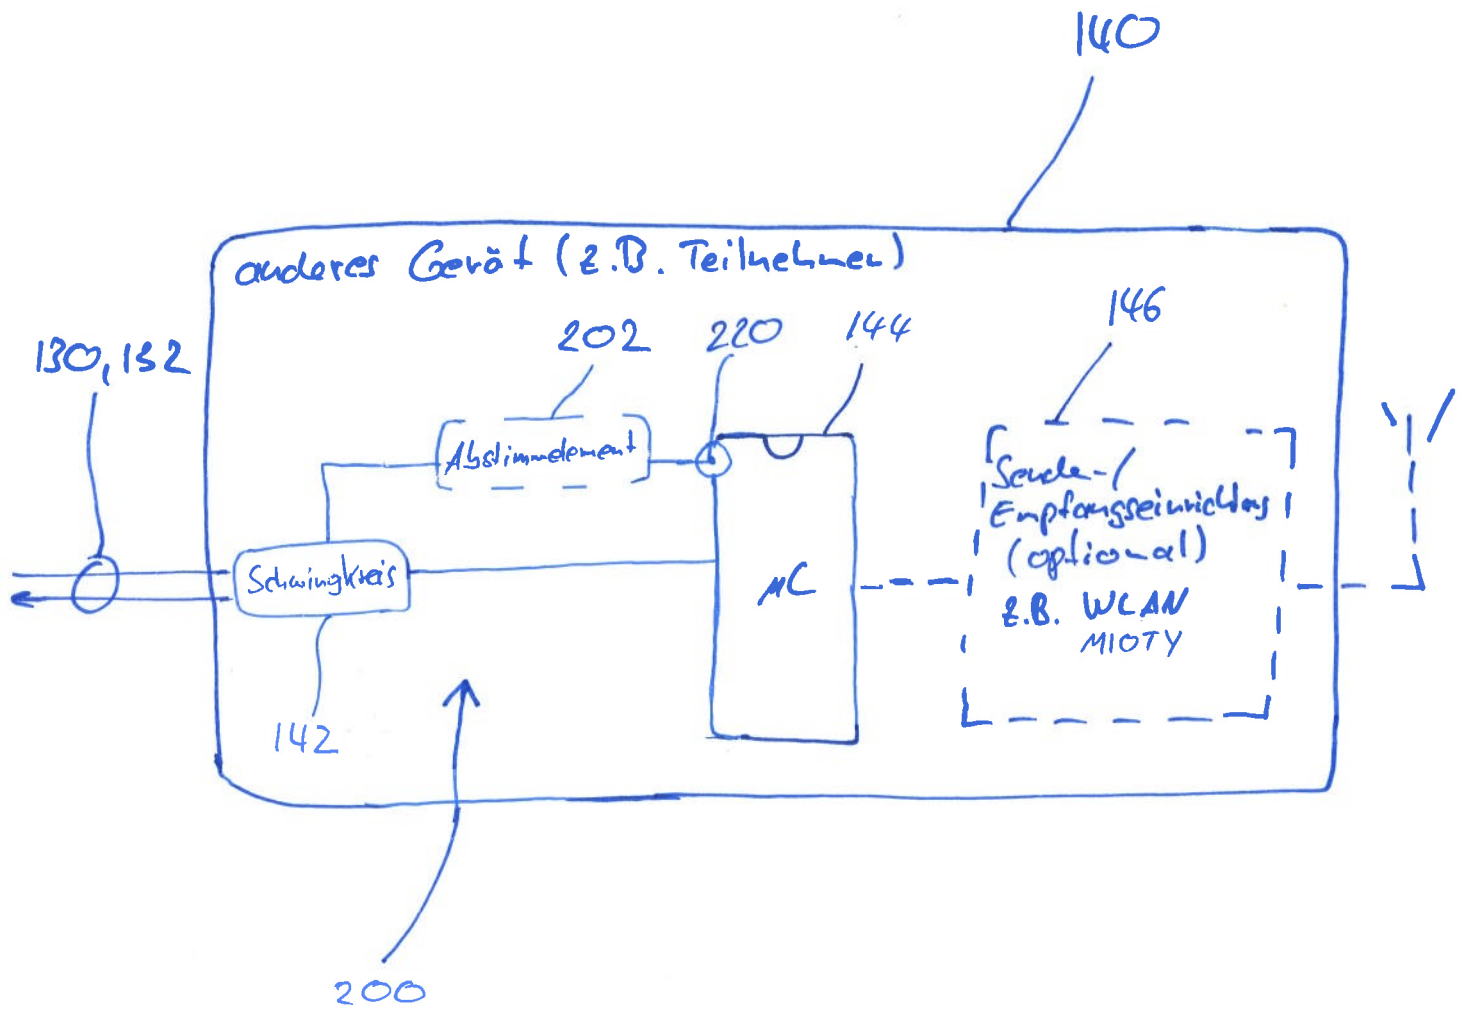 140
anderes Gerät (z.B. Teilnehmer)
146
202
220
144
130, 132
Abstimmelement
Sende-/
Empfangseinrichtung
(optional)
Schwingkreis
µC
z.B. WLAN
MIOTY
142
200